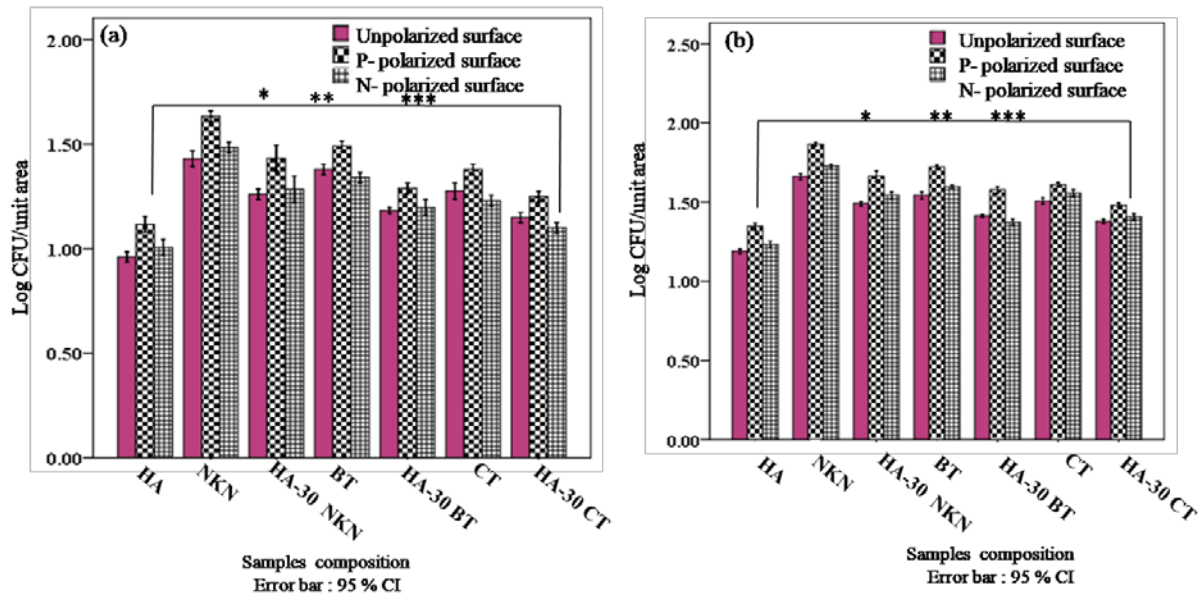 (a)
Unpolarized surface
P- polarized surface
N- polarized surface
* ** ***
2.00
1.50
1.00
0.50
0.00
Log CFU/unit area
HA
NKN
HA-30 NKN
BT
HA-30 BT
CT
HA-30 CT
Samples composition
Error bar : 95 % CI
(b)
Unpolarized surface
P- polarized surface
N- polarized surface
* ** ***
2.50
2.00
1.50
1.00
0.50
0.00
Log CFU/unit area
HA
NKN
HA-30 NKN
BT
HA-30 BT
CT
HA-30 CT
Samples composition
Error bar : 95 % CI